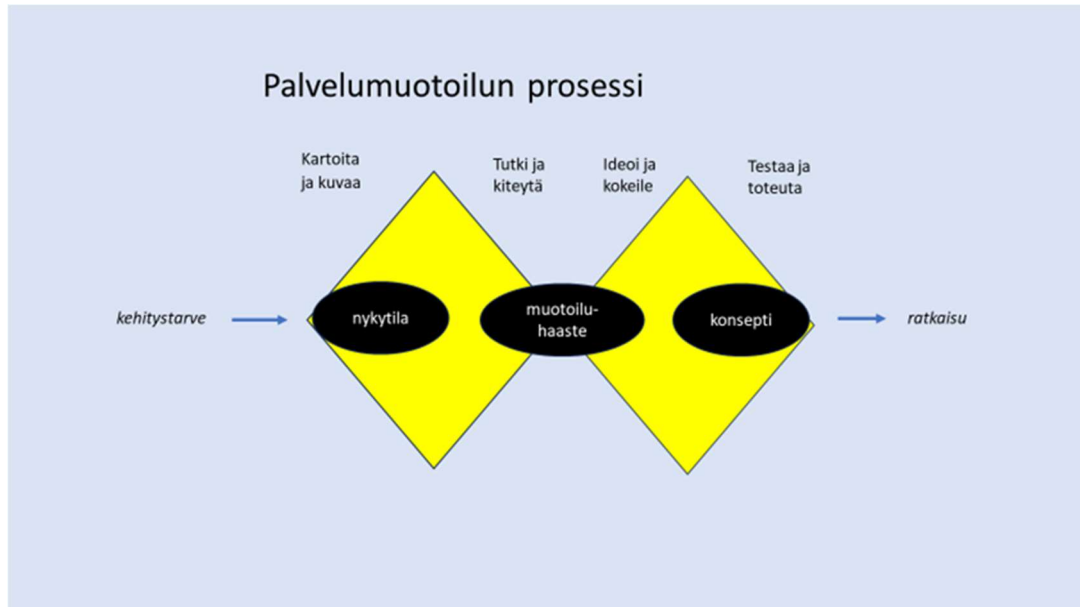 Palvelumuotoilun prosessi
Kartoita
ja kuvaa
Tutki ja
kiteytä
Ideoi ja
kokeile
Testaa ja
toteuta
kehitystarve
nykytila
muotoilu-
haaste
konsepti
ratkaisu